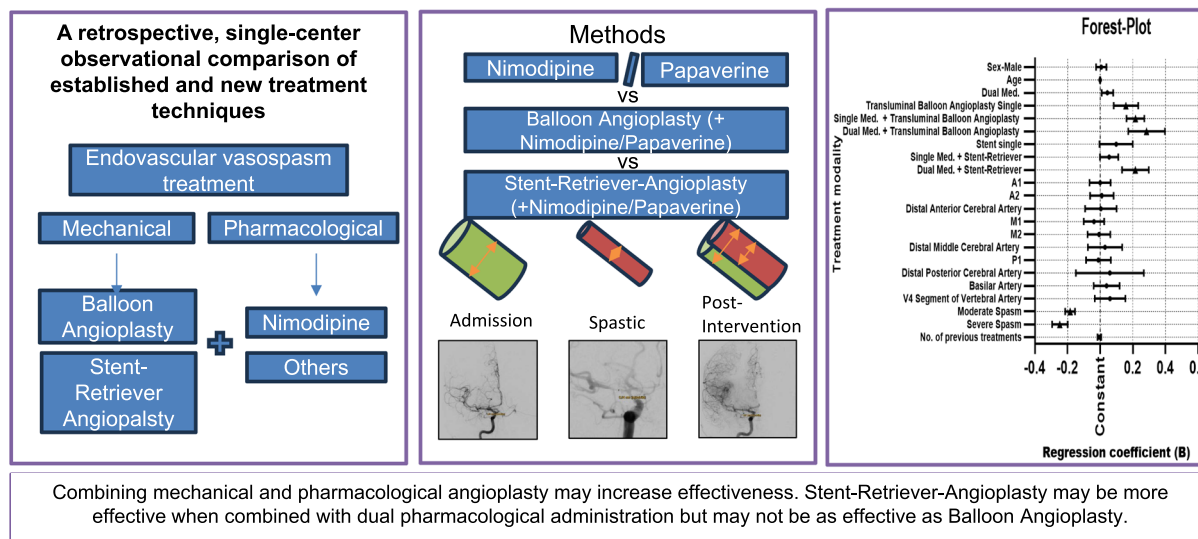 A retrospective, single-center
observational comparison of
established and new treatment
techniques
Endovascular vasospasm
treatment
Mechanical
Pharmacological
Balloon
Angioplasty
Nimodipine
Stent-
Retriever
Angiopalsty
Others
Methods
Nimodipine / Papaverine
vs
Balloon Angioplasty (+
Nimodipine/Papaverine)
vs
Stent-Retriever-Angioplasty
(+Nimodipine/Papaverine)
Admission
Spastic
Post-
Intervention
Forest-Plot
Treatment modality
Sex-Male
Age
Dual Med.
Transluminal Balloon Angioplasty Single
Single Med. + Transluminal Balloon Angioplasty
Dual Med. + Transluminal Balloon Angioplasty
Stent single
Single Med. + Stent-Retriever
Dual Med. + Stent-Retriever
A1
A2
Distal Anterior Cerebral Artery
M1
M2
Distal Middle Cerebral Artery
P1
Distal Posterior Cerebral Artery
Basilar Artery
V4 Segment of Vertebral Artery
Moderate Spasm
Severe Spasm
No. of previous treatments
-0.4 -0.2 Constant 0.2 0.4
Regression coefficient (B)
Combining mechanical and pharmacological angioplasty may increase effectiveness. Stent-Retriever-Angioplasty may be more
effective when combined with dual pharmacological administration but may not be as effective as Balloon Angioplasty.